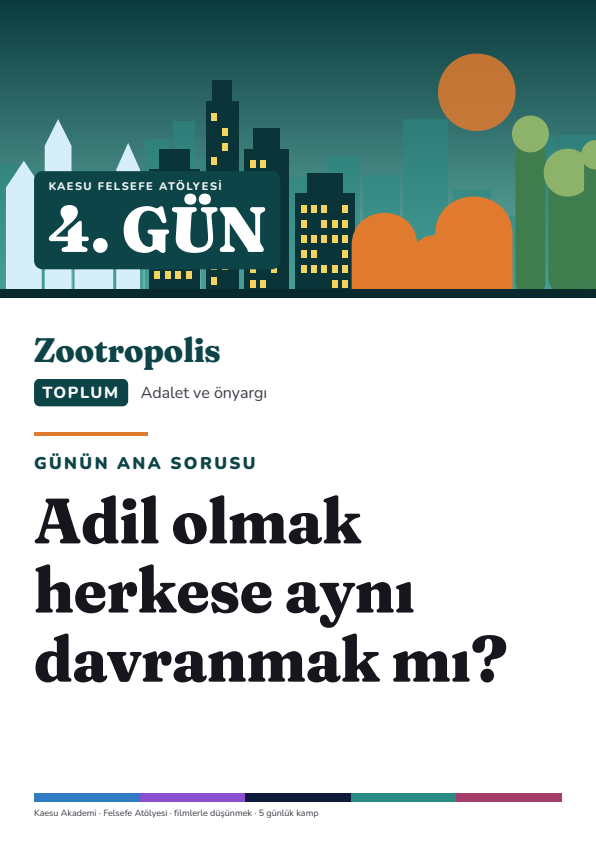 KAESU FELSEFE ATÖLYESİ
4. GÜN
Zootropolis
TOPLUM Adalet ve önyargı
GÜNÜN ANA SORUSU
Adil olmak
herkese aynı
davranmak mı?
Kaesu Akademi · Felsefe Atölyesi · filmlerle düşünmek · 5 günlük kamp